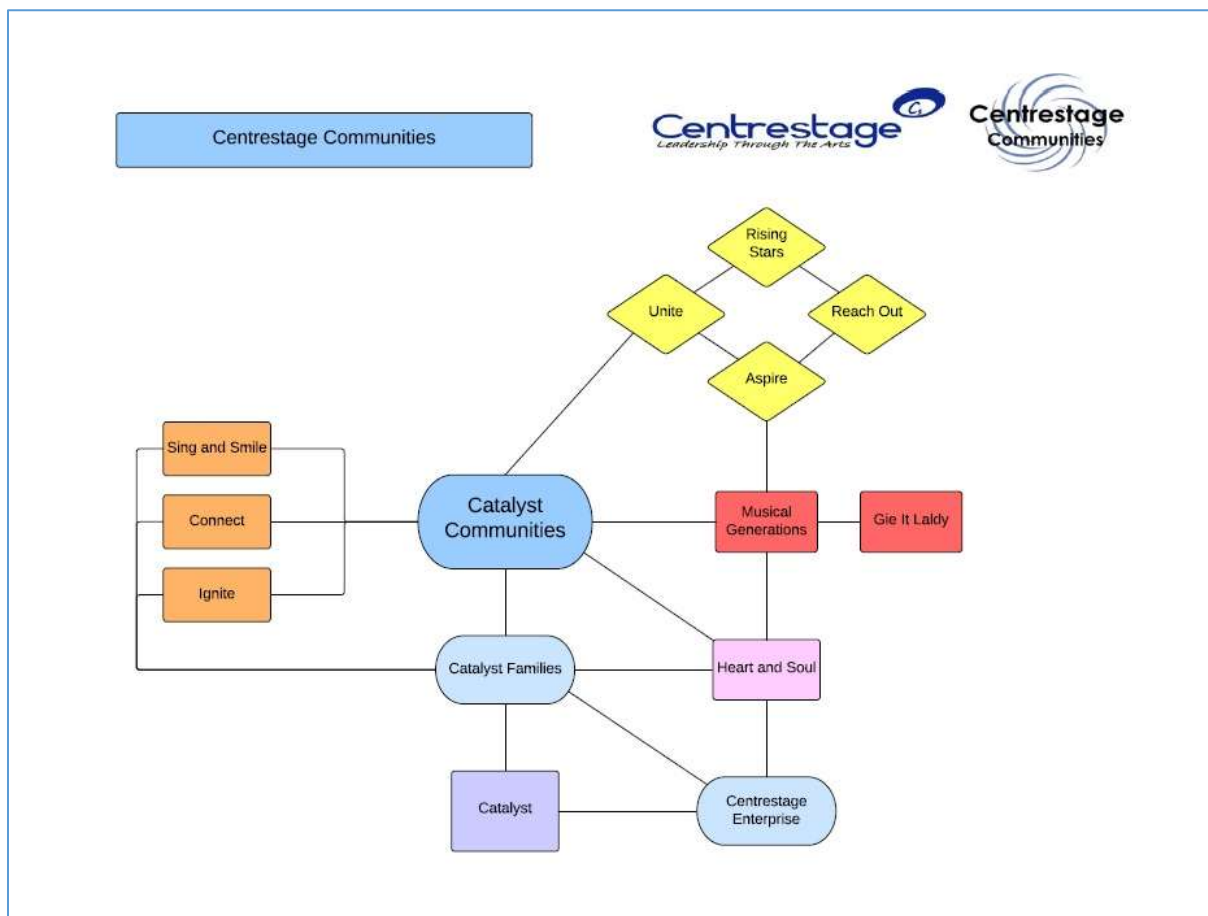 Centrestage Communities
Centrestage
Leadership Through The Arts
Cs
Centrestage
Communities
Rising
Stars
Unite
Reach Out
Aspire
Sing and Smile
Connect
Ignite
Catalyst
Communities
Musical
Generations
Gie It Laldy
Catalyst Families
Heart and Soul
Catalyst
Centrestage
Enterprise